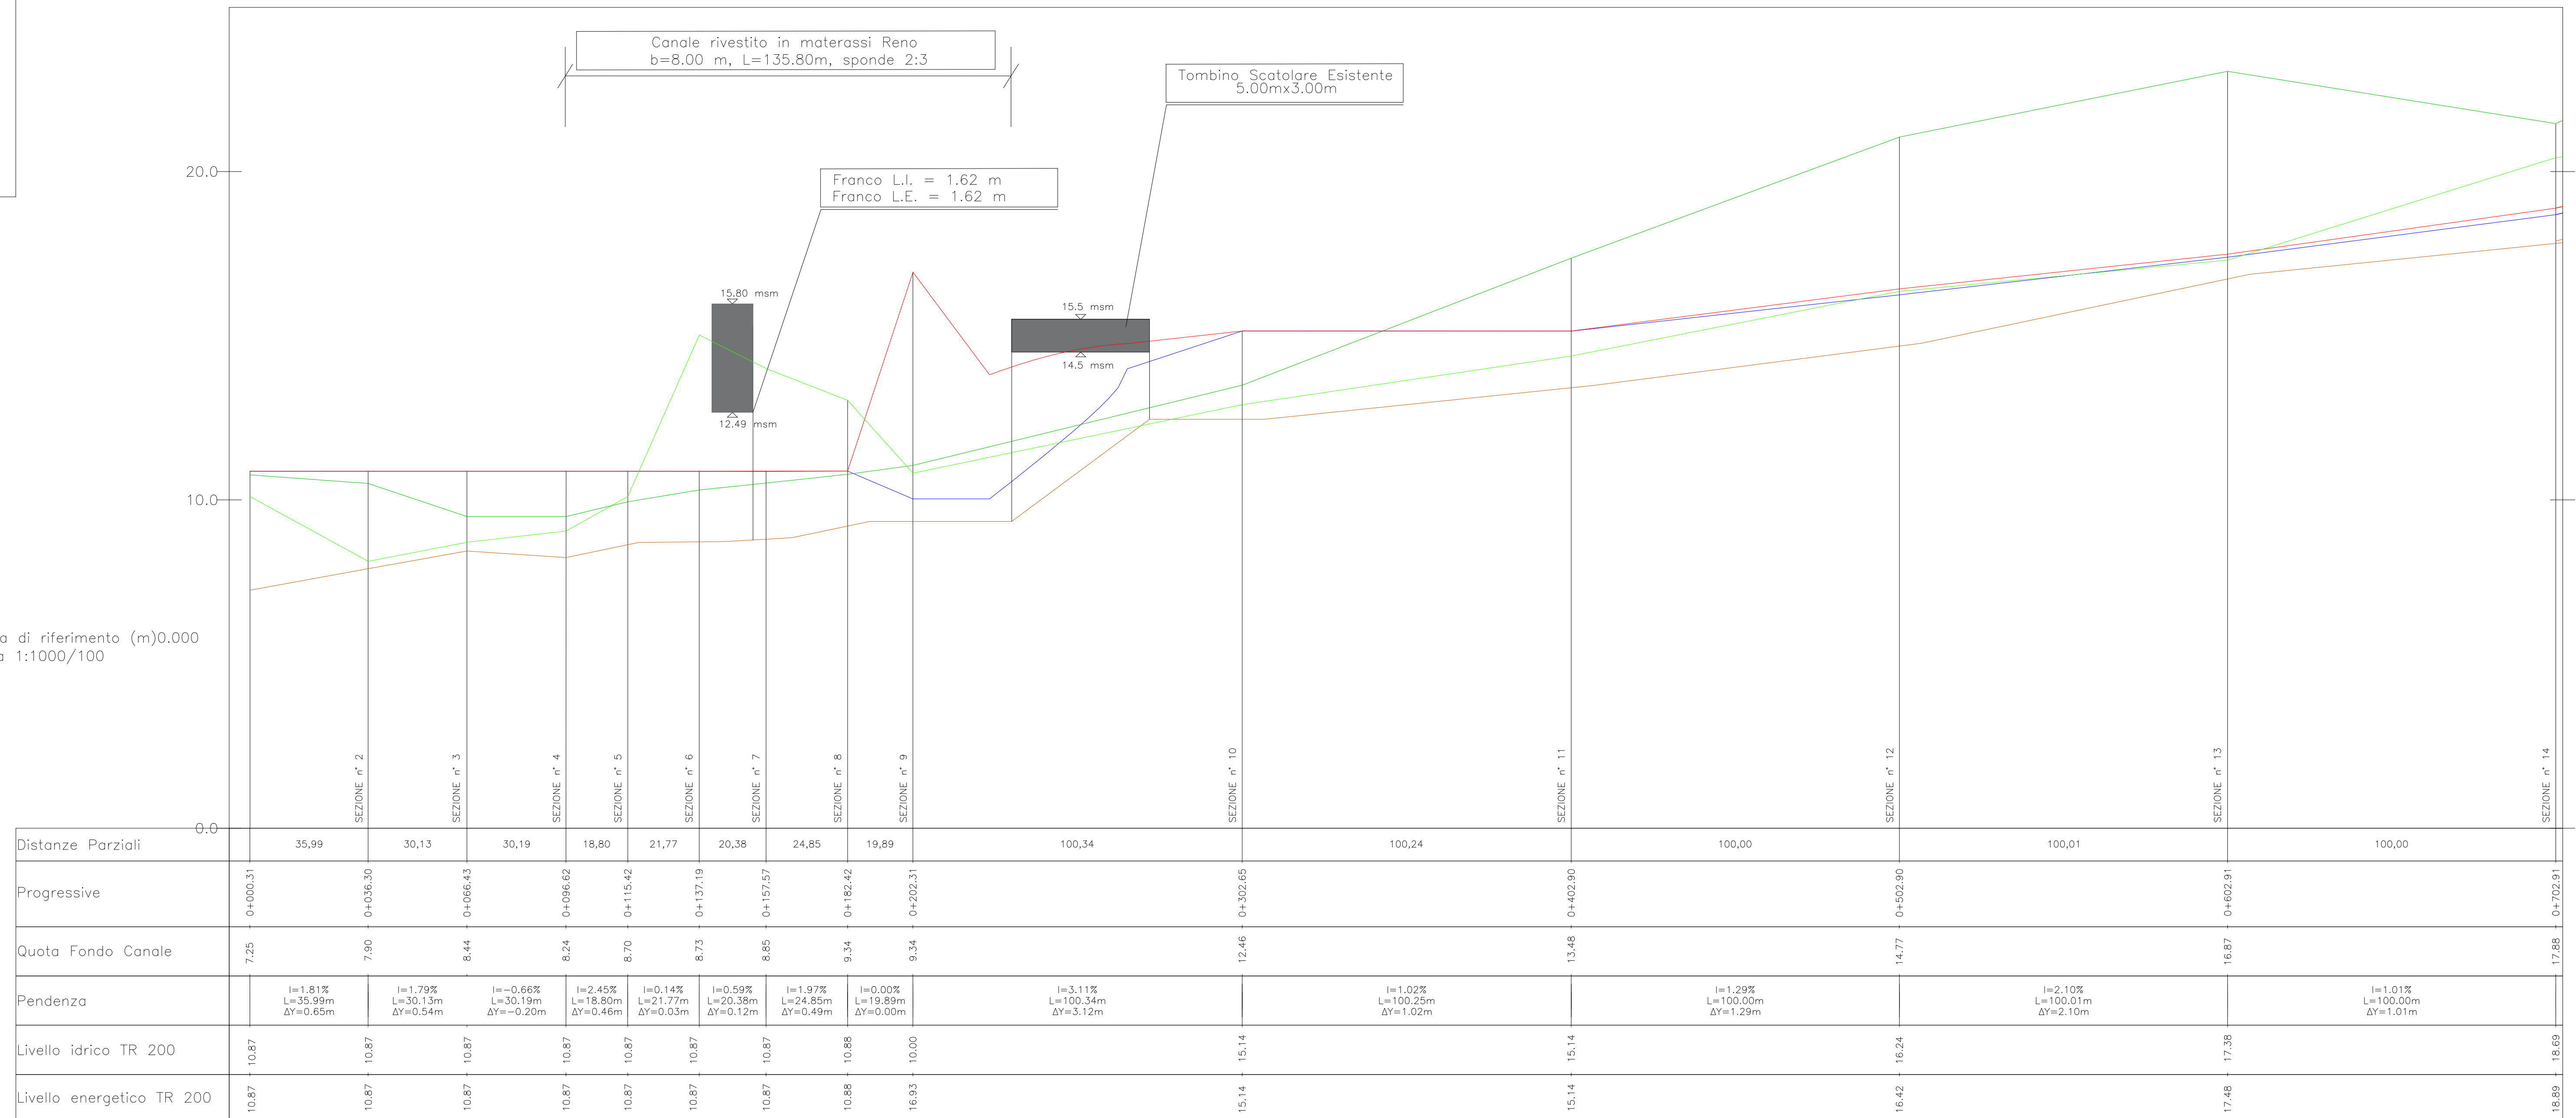 Canale rivestito in materassi Reno
b=8.00 m, L=135.80m, sponde 2:3
Tombino Scatolare Esistente
5.00mx3.00m
20.0
Franco L.I. = 1.62 m
Franco L.E. = 1.62 m
15.80 msm
15.5 msm
14.5 msm
12.49 msm
10.0
di riferimento (m)0.000
1:1000/100
SEZIONE n° 2
SEZIONE n° 3
SEZIONE n° 4
SEZIONE n° 5
SEZIONE n° 6
SEZIONE n° 7
SEZIONE n° 8
SEZIONE n° 9
SEZIONE n° 10
SEZIONE n° 11
SEZIONE n° 12
SEZIONE n° 13
SEZIONE n° 14
0.0
Distanze Parziali 35,99 30,13 30,19 18,80 21,77 20,38 24,85 19,89 100,34 100,24 100,00 100,01 100,00
Progressive 0+000.31 0+036.30 0+066.43 0+096.62 0+115.42 0+137.19 0+157.57 0+182.42 0+202.31 0+302.65 0+402.90 0+502.90 0+602.91 0+702.91
Quota Fondo Canale 7.25 7.90 8.44 8.24 8.70 8.73 8.85 9.34 9.34 12.46 13.48 14.77 16.87 17.88
Pendenza
I=1.81% I=1.79% I=-0.66% I=2.45% I=0.14% I=0.59% I=1.97% I=0.00% I=3.11% I=1.02% I=1.29% I=2.10% I=1.01%
L=35.99m L=30.13m L=30.19m L=18.80m L=21.77m L=20.38m L=24.85m L=19.89m L=100.34m L=100.25m L=100.00m L=100.01m L=100.00m
ΔY=0.65m ΔY=0.54m ΔY=-0.20m ΔY=0.46m ΔY=0.03m ΔY=0.12m ΔY=0.49m ΔY=0.00m ΔY=3.12m ΔY=1.02m ΔY=1.29m ΔY=2.10m ΔY=1.01m
Livello idrico TR 200 10.87 10.87 10.87 10.87 10.87 10.87 10.87 10.88 10.00 15.14 15.14 16.24 17.38 18.69
Livello energetico TR 200 10.87 10.87 10.87 10.87 10.87 10.87 10.87 10.88 16.93 15.14 15.14 16.42 17.48 18.89